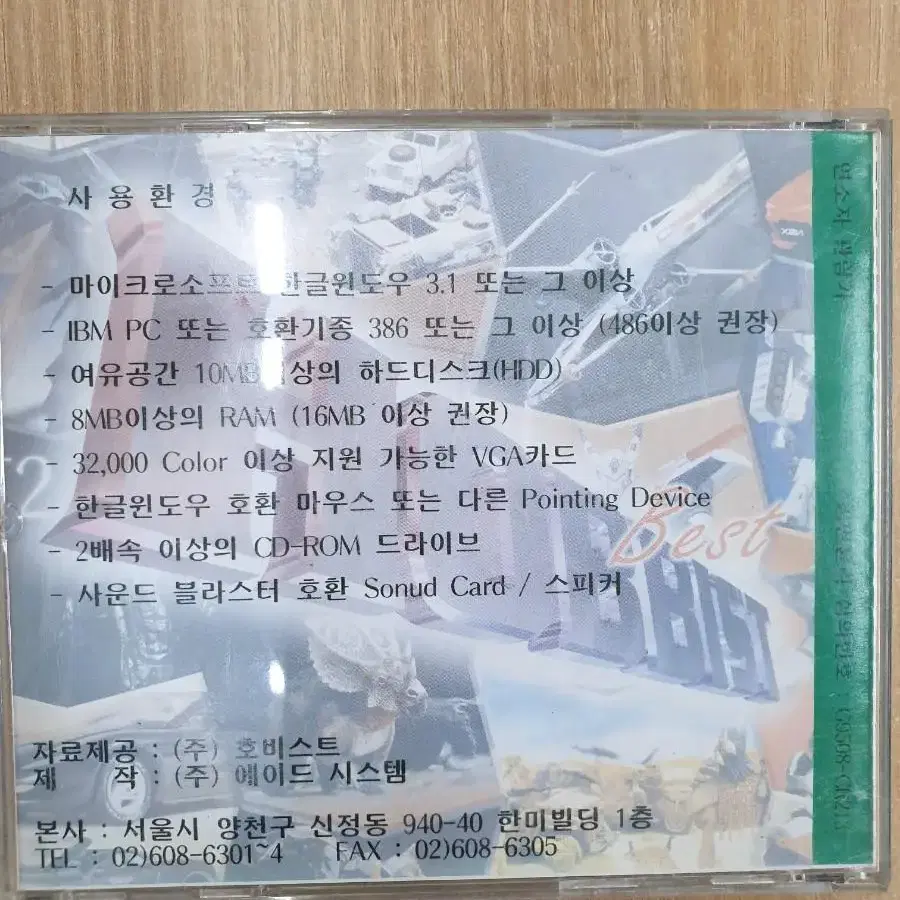 사용환경
- 마이크로소프트 한글윈도우 3.1 또는 그 이상
- IBM PC 또는 호환기종 386 또는 그 이상 (486이상 권장)
- 여유공간 10MB이상의 하드디스크(HDD)
- 8MB이상의 RAM (16MB 이상 권장)
- 32,000 Color 이상 지원 가능한 VGA카드
- 한글윈도우 호환 마우스 또는 다른 Pointing Device
- 2배속 이상의 CD-ROM 드라이브
- 사운드 블라스터 호환 Sonud Card / 스피커
Best
자료제공 : (주) 호비스트
제 작 : (주) 에이드 시스템
본사 : 서울시 양천구 신정동 940-40 한미빌딩 1층
TEL : 02)608-6301~4 FAX : 02)608-6305